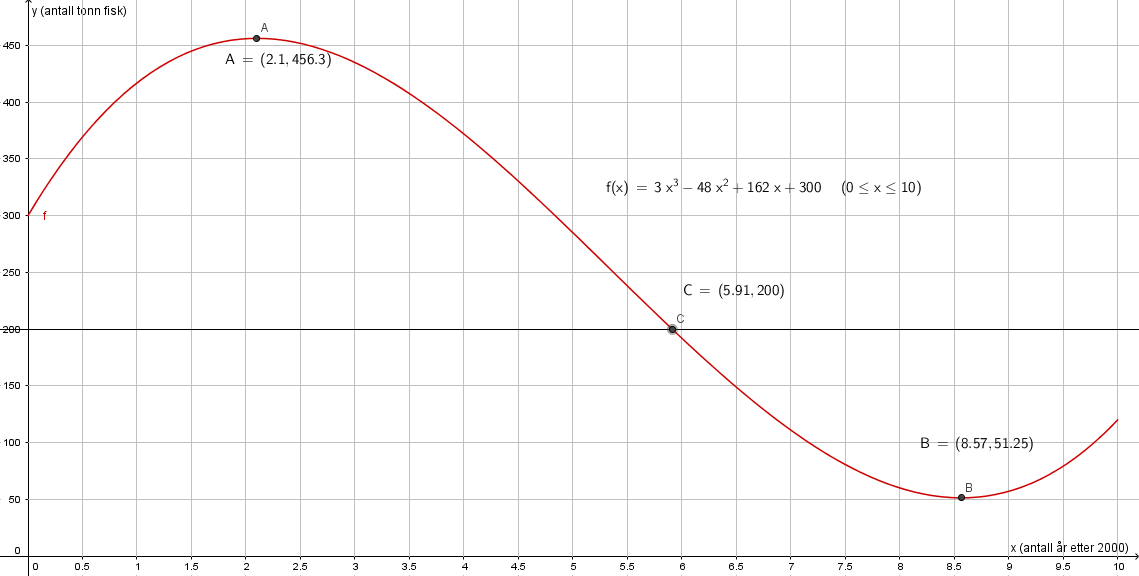 y (antall tonn fisk)
A
A = (2.1, 456.3)
450
400
350
f(x) = 3 x³ − 48 x² + 162 x + 300 (0 ≤ x ≤ 10)
300
f
250
C = (5.91, 200)
C
200
150
100
B = (8.57, 51.25)
B
50
0
x (antall år etter 2000)
0 0.5 1 1.5 2 2.5 3 3.5 4 4.5 5 5.5 6 6.5 7 7.5 8 8.5 9 9.5 10